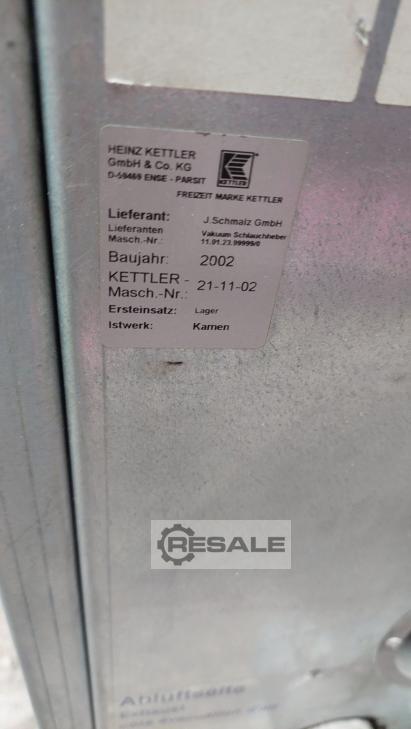 HEINZ KETTLER
GmbH & Co. KG
D-59469 ENSE - PARSIT
KETTLER
FREIZEIT MARKE KETTLER
Lieferant: J.Schmalz GmbH
Lieferanten Vakuum Schlauchheber
Masch.-Nr.: 11.01.23.99999/0
Baujahr: 2002
KETTLER -
Masch.-Nr.: 21-11-02
Ersteinsatz: Lager
Istwerk: Kamen
RESALE
Abluftseite
Exhaust